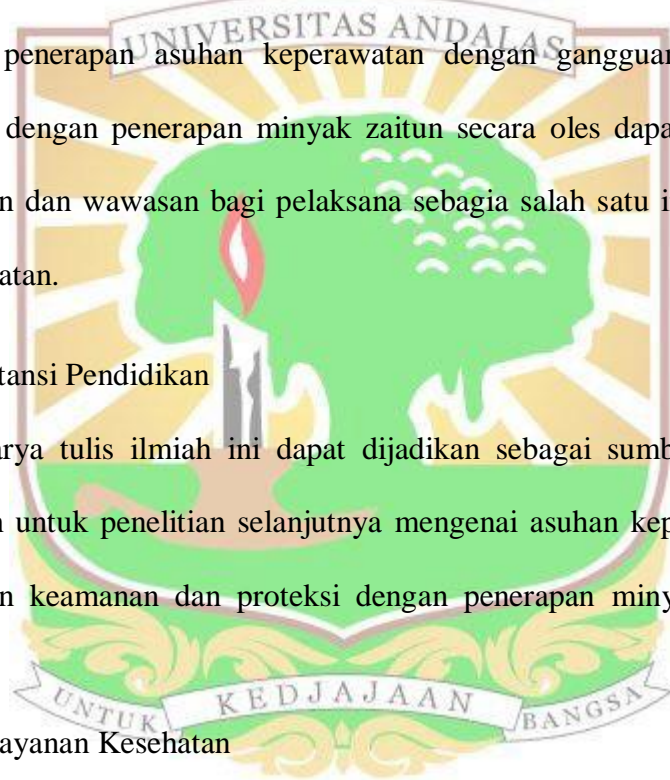 UNIVERSITAS ANDALAS
penerapan asuhan keperawatan dengan gangguan
dengan penerapan minyak zaitun secara oles dapa
n dan wawasan bagi pelaksana sebagia salah satu i
atan.
tansi Pendidikan
arya tulis ilmiah ini dapat dijadikan sebagai sumb
n untuk penelitian selanjutnya mengenai asuhan kep
n keamanan dan proteksi dengan penerapan miny
UNTUK KEDJAJAAN BANGSA
ayanan Kesehatan